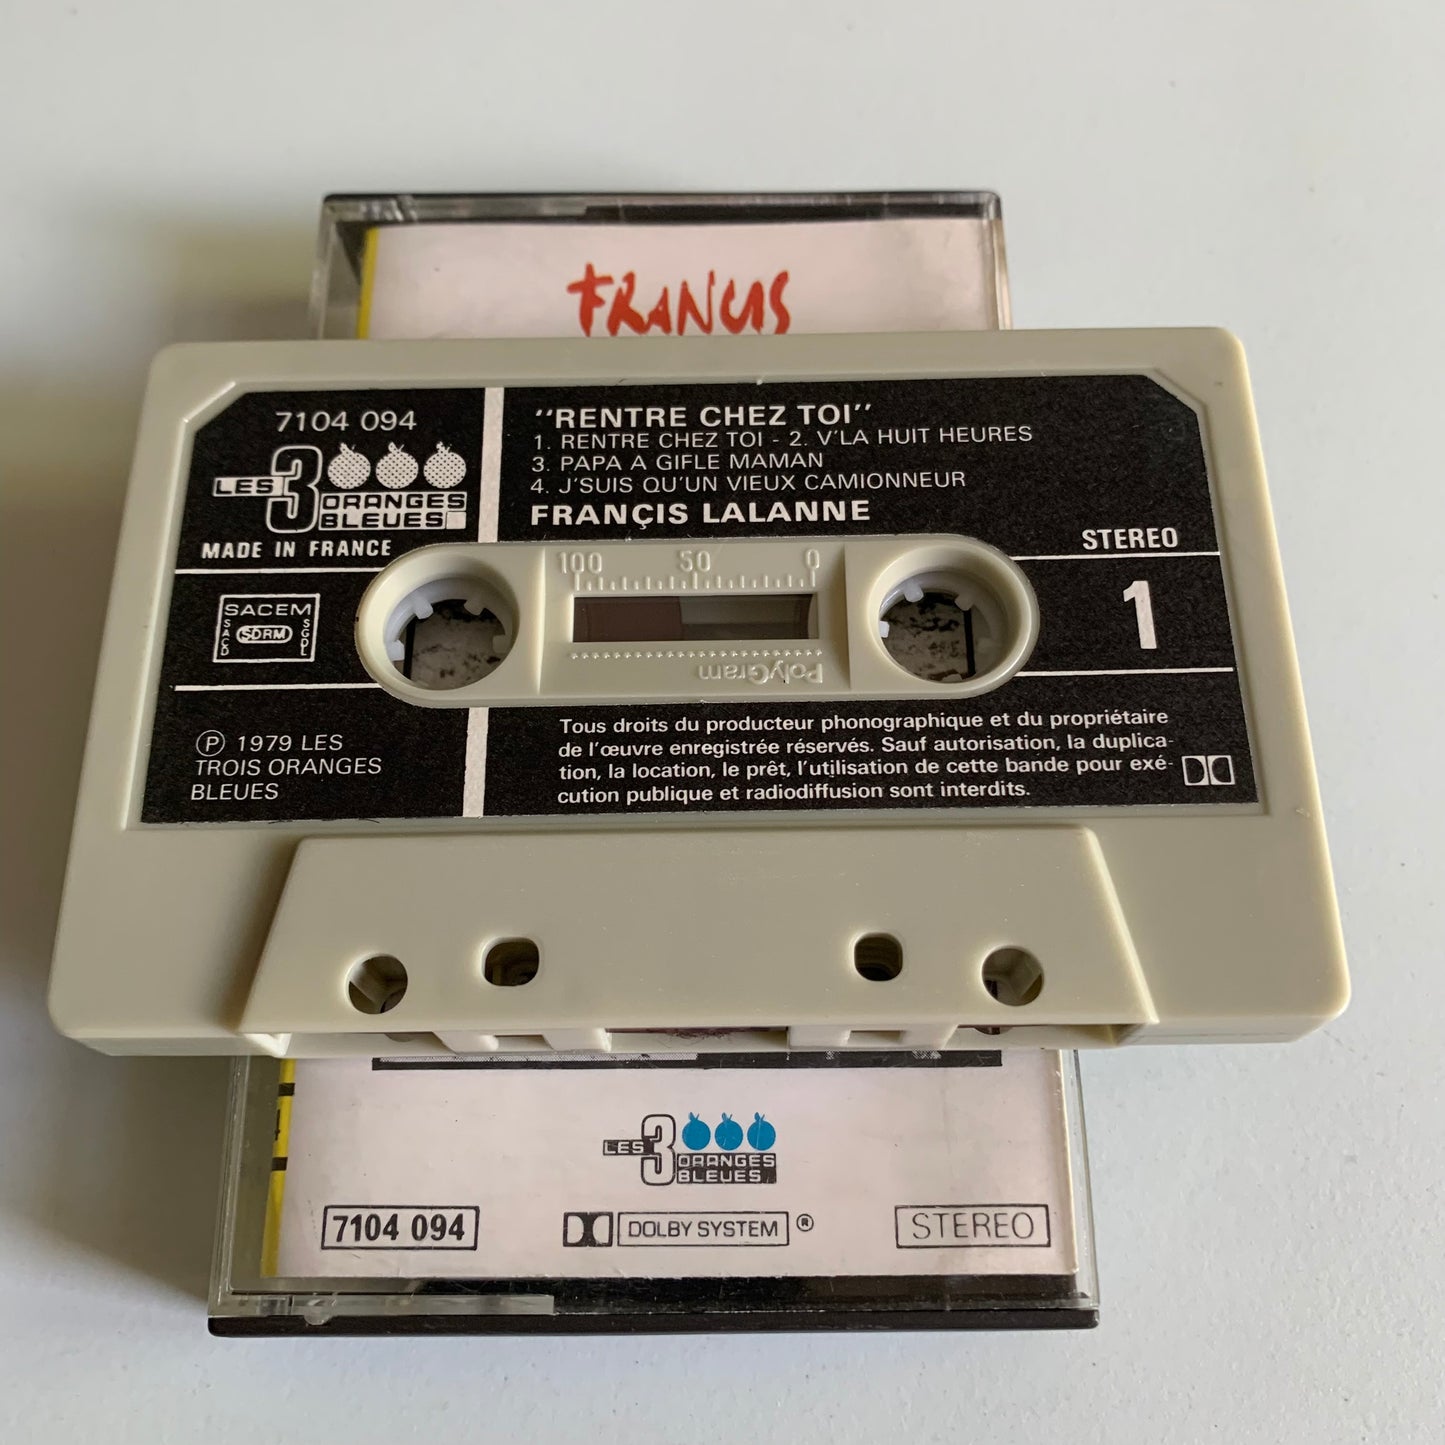 FRANCIS
7104 094
LES 3 ORANGES
BLEUES
MADE IN FRANCE
"RENTRE CHEZ TOI"
1. RENTRE CHEZ TOI - 2. V'LA HUIT HEURES
3. PAPA A GIFLE MAMAN
4. J'SUIS QU'UN VIEUX CAMIONNEUR
FRANÇIS LALANNE
STEREO
1
100 50 0
PolyGram
SACEM
SACD
SDRM
SGDL
Ⓟ 1979 LES
TROIS ORANGES
BLEUES
Tous droits du producteur phonographique et du propriétaire
de l'œuvre enregistrée réservés. Sauf autorisation, la duplica-
tion, la location, le prêt, l'utilisation de cette bande pour exé-
cution publique et radiodiffusion sont interdits.
LES 3 ORANGES
BLEUES
7104 094
DOLBY SYSTEM ®
STEREO